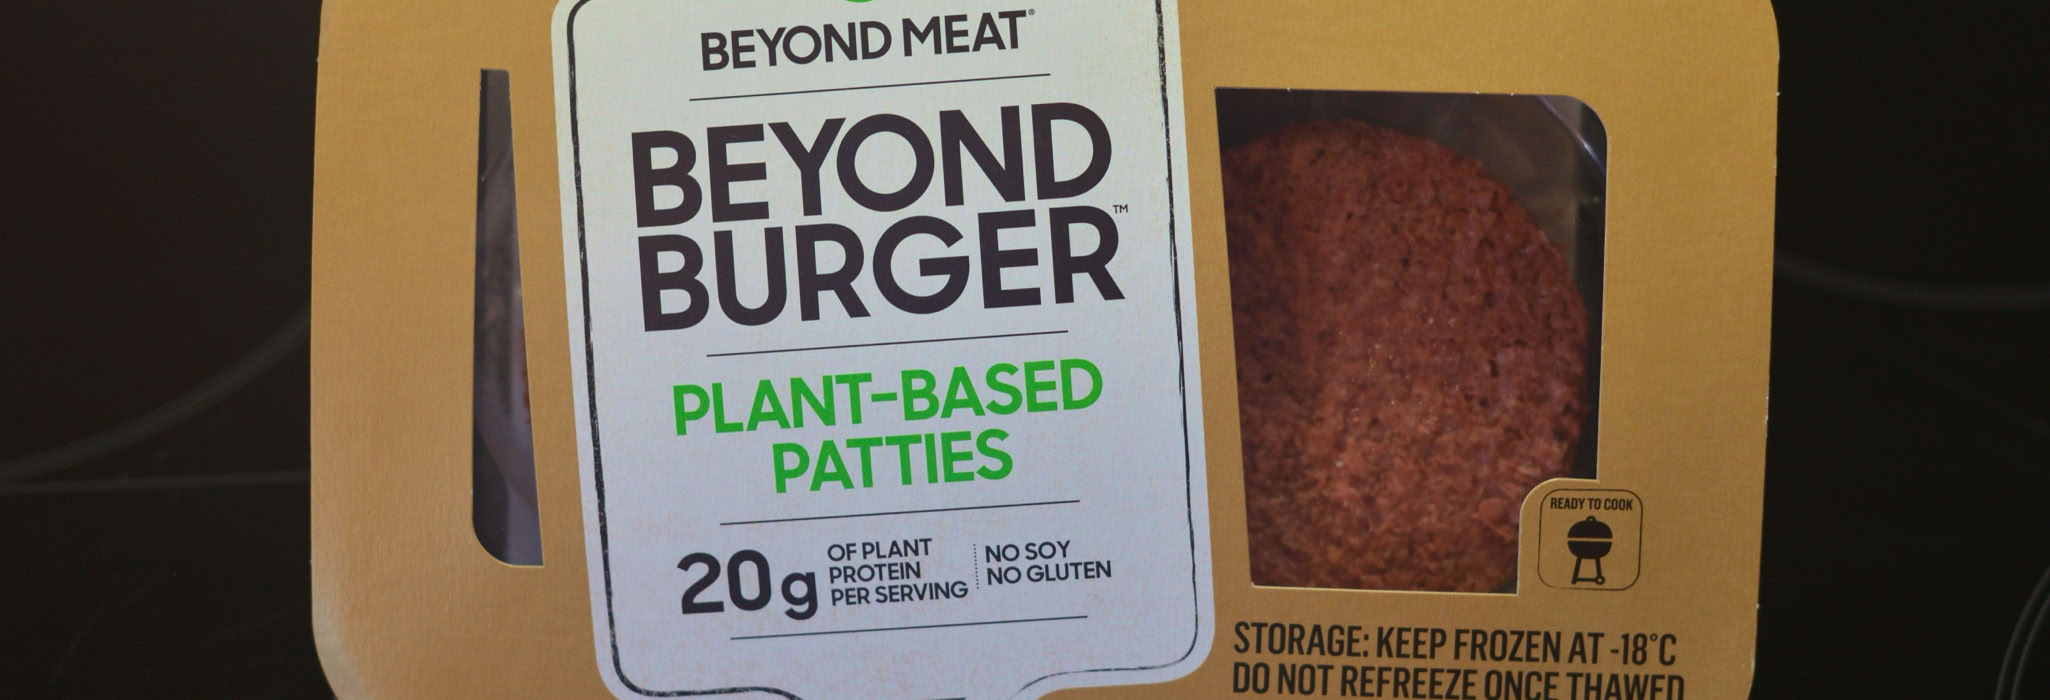 BEYOND MEAT®
BEYOND
BURGER™
PLANT-BASED
PATTIES
20g
OF PLANT
PROTEIN
PER SERVING
NO SOY
NO GLUTEN
READY TO COOK
STORAGE: KEEP FROZEN AT -18°C
DO NOT REFREEZE ONCE THAWED